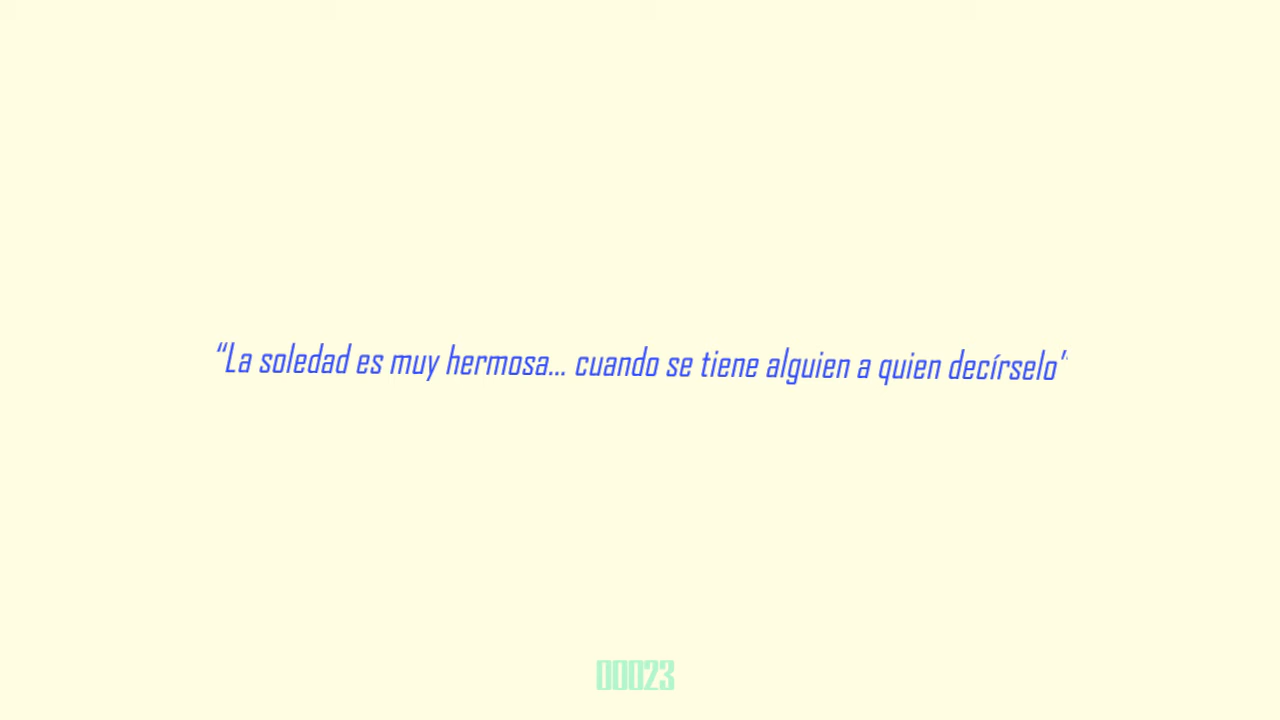 “La soledad es muy hermosa... cuando se tiene alguien a quien decírselo”
00023